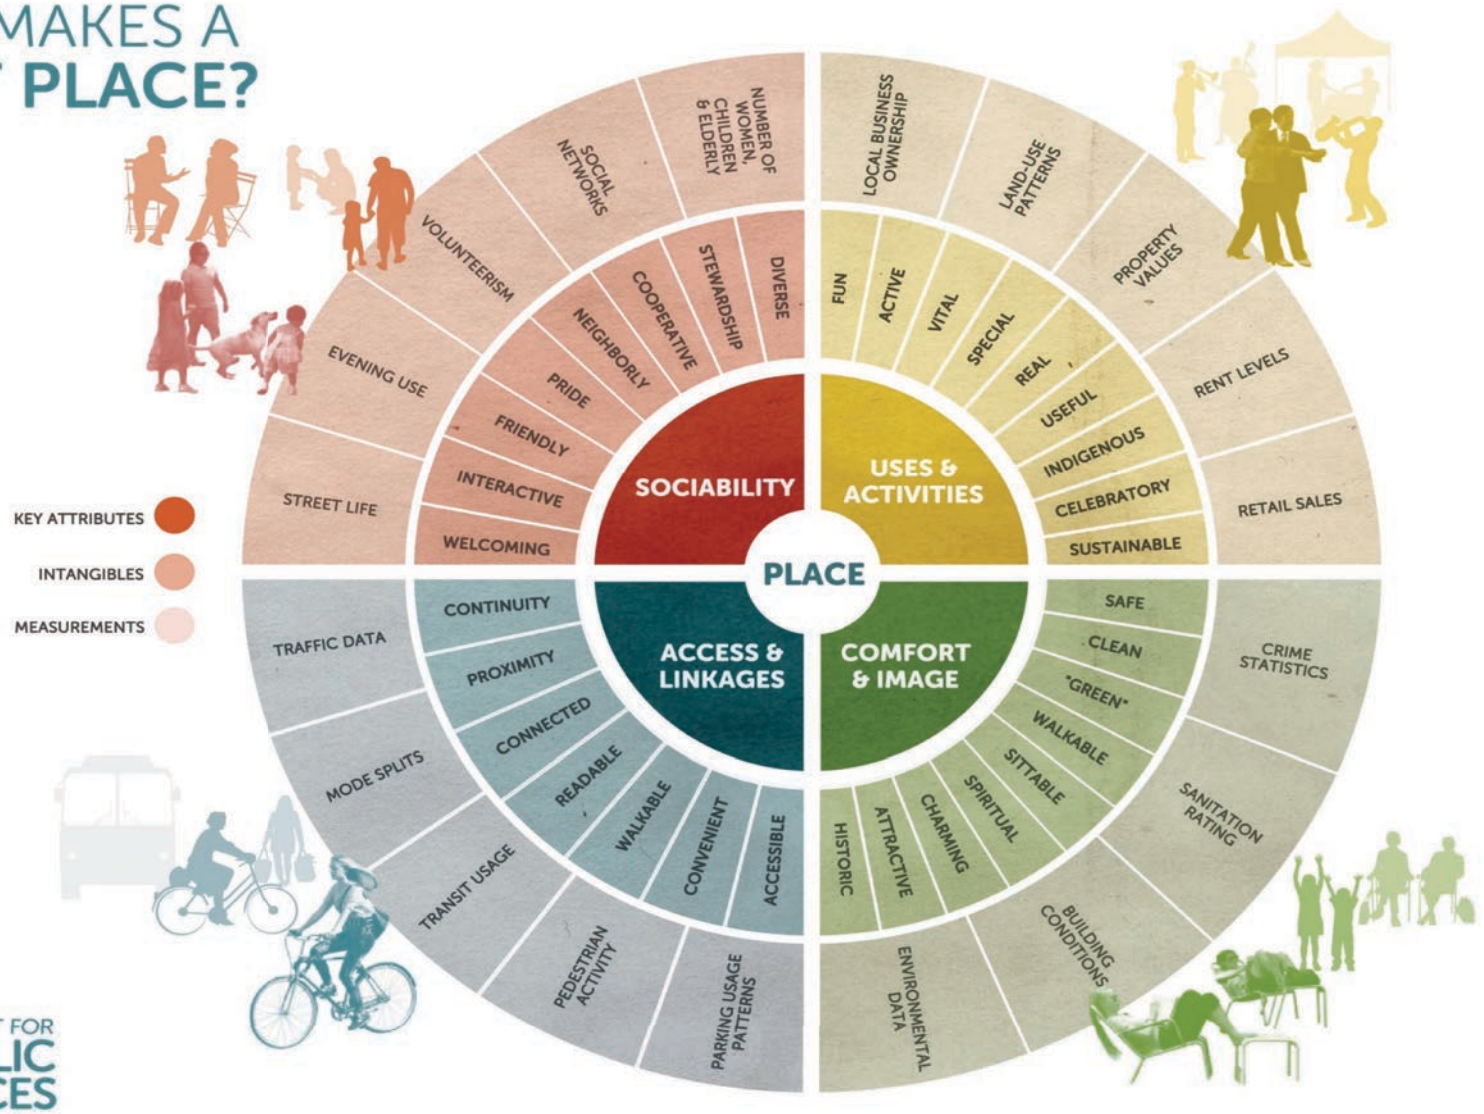 MAKES A
PLACE?
KEY ATTRIBUTES
INTANGIBLES
MEASUREMENTS
PLACE
SOCIABILITY
WELCOMING
INTERACTIVE
FRIENDLY
PRIDE
NEIGHBORLY
COOPERATIVE
STEWARDSHIP
DIVERSE
STREET LIFE
EVENING USE
VOLUNTEERISM
SOCIAL
NETWORKS
NUMBER OF
WOMEN,
CHILDREN
& ELDERLY
USES &
ACTIVITIES
FUN
ACTIVE
VITAL
SPECIAL
REAL
USEFUL
INDIGENOUS
CELEBRATORY
SUSTAINABLE
LOCAL BUSINESS
OWNERSHIP
LAND-USE
PATTERNS
PROPERTY
VALUES
RENT LEVELS
RETAIL SALES
COMFORT
& IMAGE
SAFE
CLEAN
"GREEN"
WALKABLE
SITTABLE
SPIRITUAL
CHARMING
ATTRACTIVE
HISTORIC
CRIME
STATISTICS
SANITATION
RATING
BUILDING
CONDITIONS
ENVIRONMENTAL
DATA
ACCESS &
LINKAGES
CONTINUITY
PROXIMITY
CONNECTED
READABLE
WALKABLE
CONVENIENT
ACCESSIBLE
TRAFFIC DATA
MODE SPLITS
TRANSIT USAGE
PEDESTRIAN
ACTIVITY
PARKING USAGE
PATTERNS
T FOR
LIC
CES